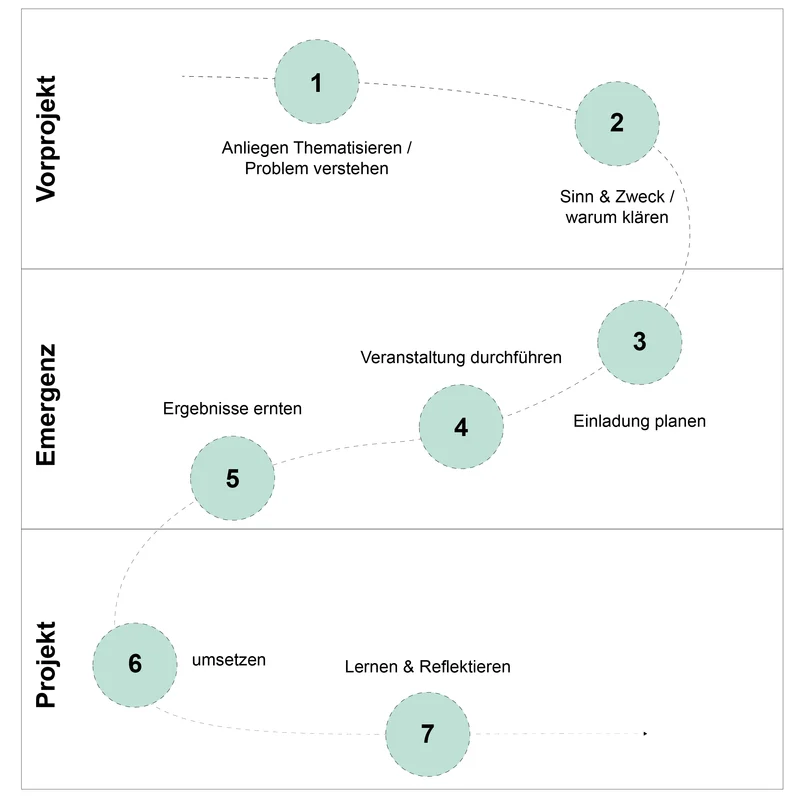 Vorprojekt
1
Anliegen Thematisieren /
Problem verstehen
2
Sinn & Zweck /
warum klären
Emergenz
3
Einladung planen
Veranstaltung durchführen
4
Ergebnisse ernten
5
Projekt
6
umsetzen
Lernen & Reflektieren
7